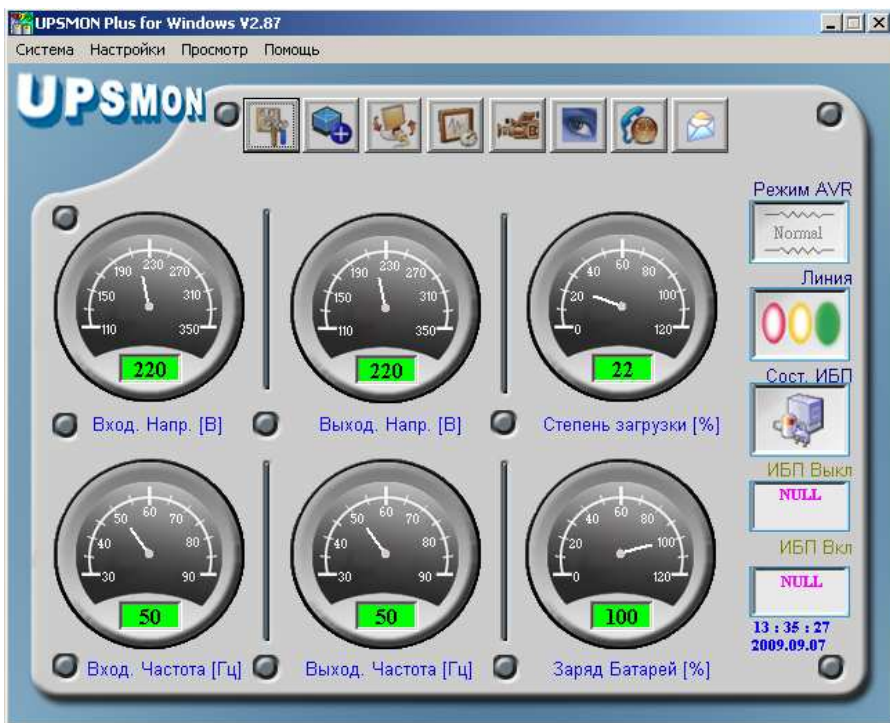 UPSMON Plus for Windows V2.87
Система Настройки Просмотр Помощь
UPSMON
Режим AVR
Normal
Линия
Сост. ИБП
ИБП Выкл
NULL
ИБП Вкл
NULL
13 : 35 : 27
2009.09.07
110 150 190 230 270 310 350
220
Вход. Напр. [В]
110 150 190 230 270 310 350
220
Выход. Напр. [В]
0 20 40 60 80 100 120
22
Степень загрузки [%]
30 40 50 60 70 80 90
50
Вход. Частота [Гц]
30 40 50 60 70 80 90
50
Выход. Частота [Гц]
0 20 40 60 80 100 120
100
Заряд Батарей [%]